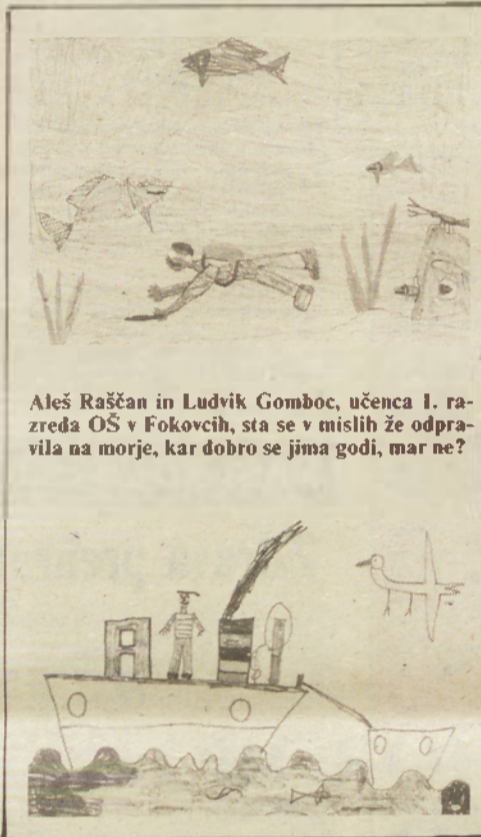 Aleš Raščan in Ludvik Gomboc, učenca 1. ra-
zreda OŠ v Fokovcih, sta se v mislih že odpra-
vila na morje, kar dobro se jima godi, mar ne?